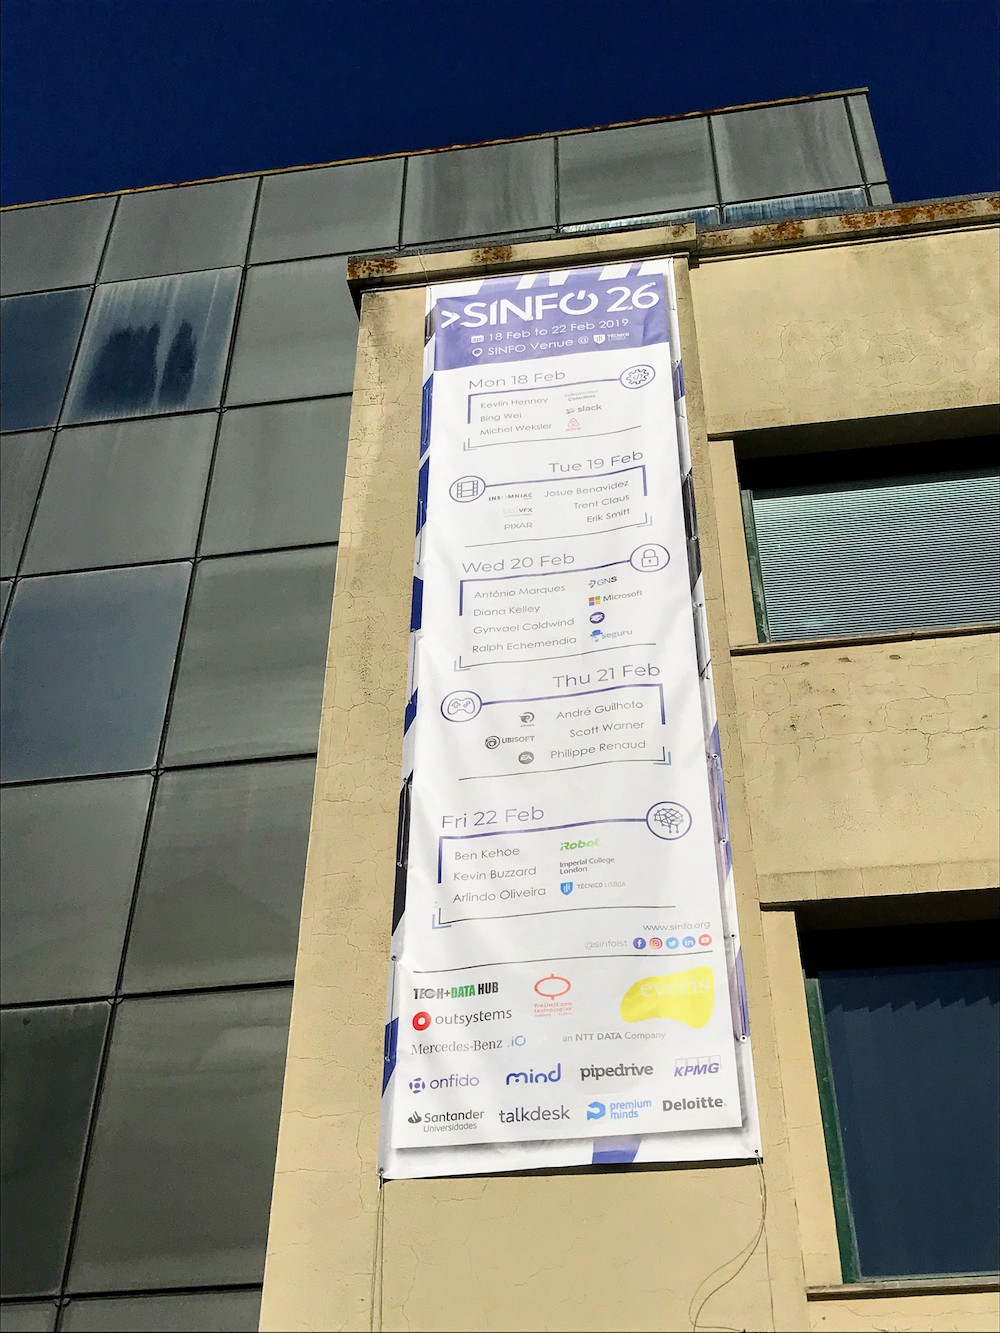 >SINFO 26
18 Feb to 22 Feb 2019
SINFO Venue @ TÉCNICO
Mon 18 Feb
Kevlin Henney
Bing Wei slack
Michel Weksler
Tue 19 Feb
INSOMNIAC Josue Benavidez
Trent Claus
PIXAR Erik Smitt
Wed 20 Feb
António Marques GNS
Diana Kelley Microsoft
Gynvael Coldwind
Ralph Echemendia seguru
Thu 21 Feb
André Guilhoto
UBISOFT Scott Warner
EA Philippe Renaud
Fri 22 Feb
Ben Kehoe iRobot
Kevin Buzzard Imperial College London
Arlindo Oliveira TÉCNICO LISBOA
www.sinfo.org
@sinfoist
TECH+DATA HUB
outsystems
everis
an NTT DATA Company
Mercedes-Benz .iO
onfido mind pipedrive KPMG
Santander Universidades talkdesk premium minds Deloitte.